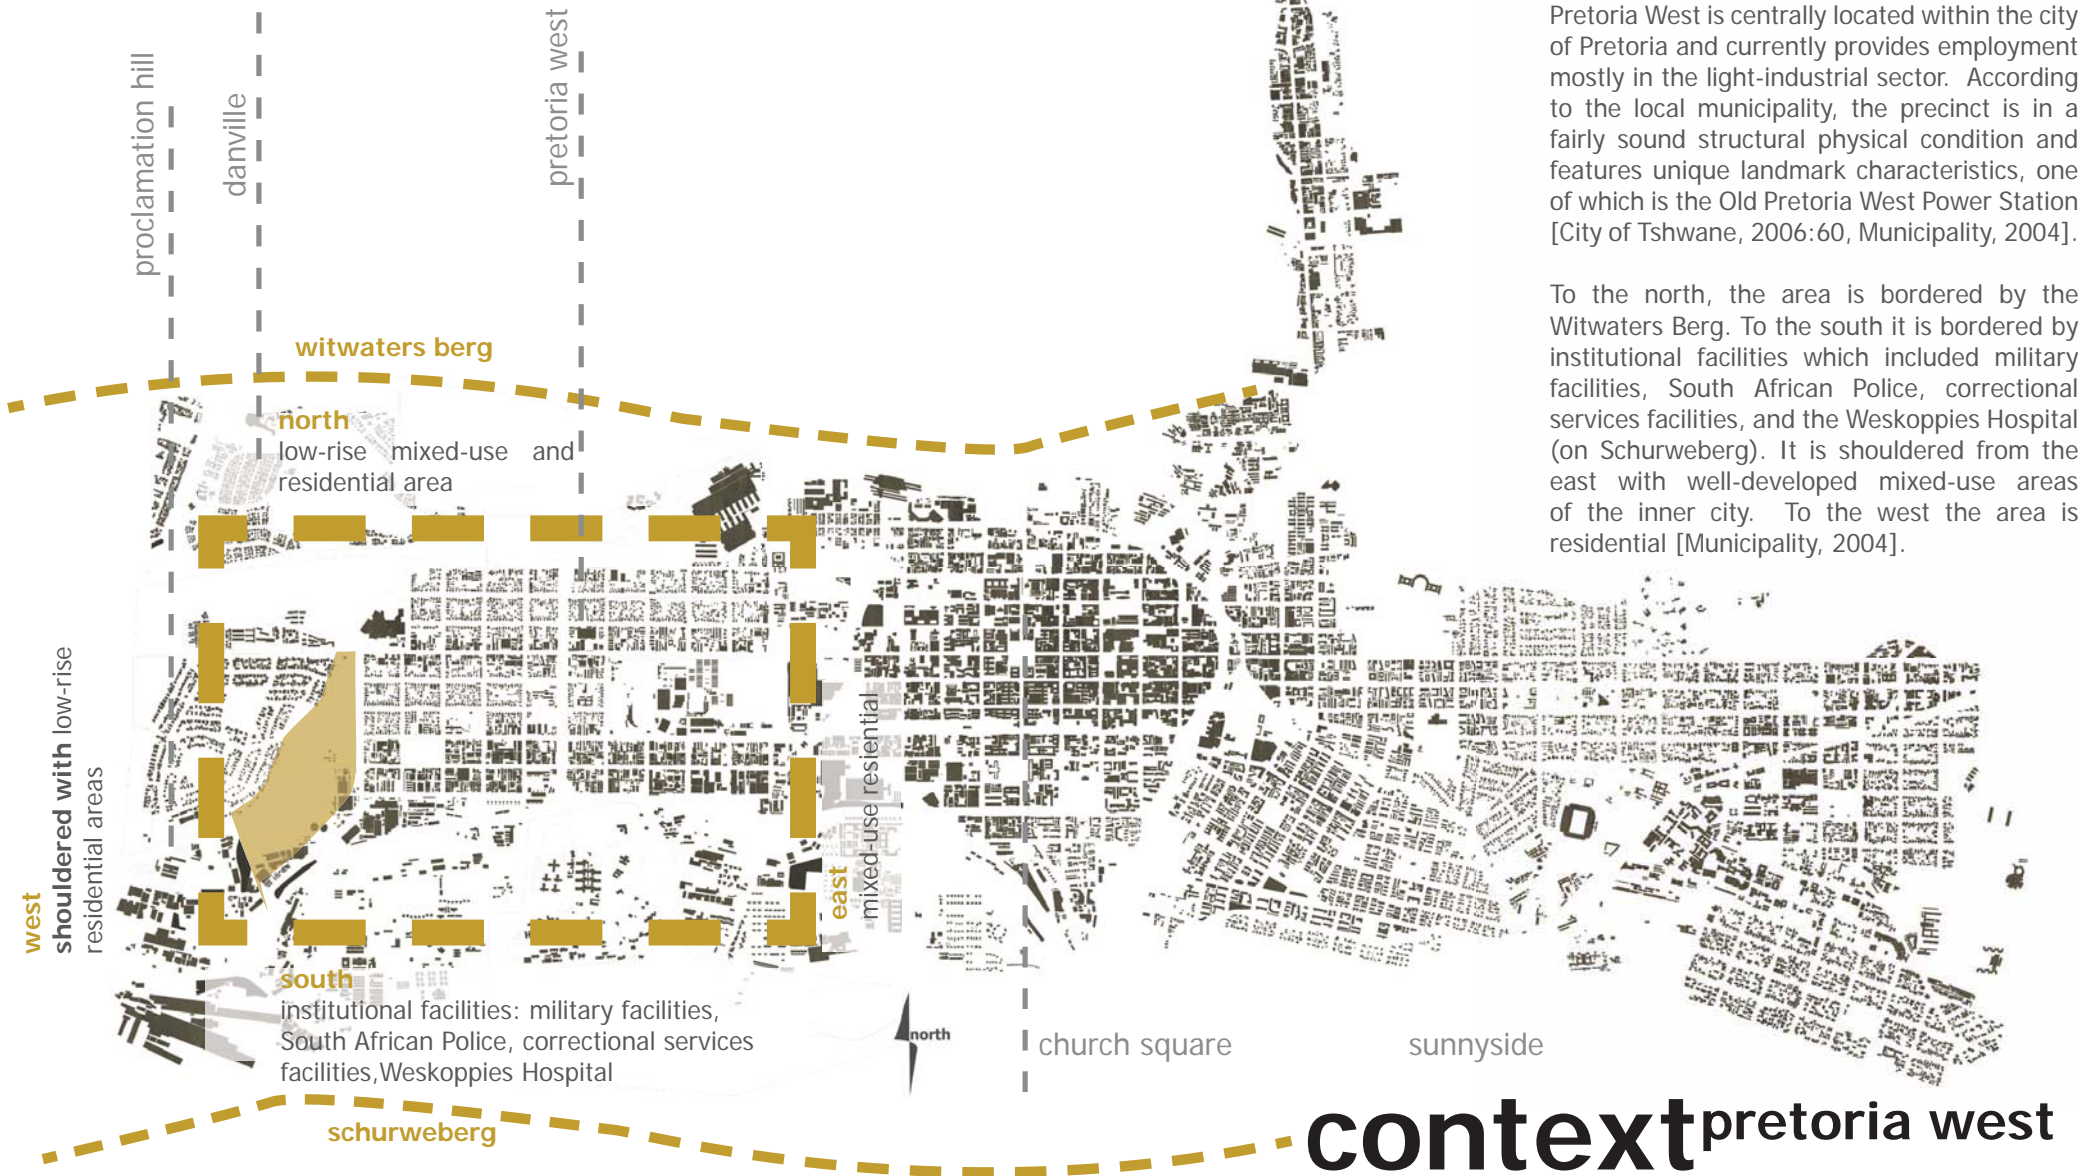 proclamation hill
danville
pretoria west
witwaters berg
north
low-rise mixed-use and
residential area
west
shouldered with low-rise
residential areas
east
mixed-use resiential
south
institutional facilities: military facilities,
South African Police, correctional services
facilities,Weskoppies Hospital
schurweberg
north
church square
sunnyside
Pretoria West is centrally located within the city
of Pretoria and currently provides employment
mostly in the light-industrial sector. According
to the local municipality, the precinct is in a
fairly sound structural physical condition and
features unique landmark characteristics, one
of which is the Old Pretoria West Power Station
[City of Tshwane, 2006:60, Municipality, 2004].
To the north, the area is bordered by the
Witwaters Berg. To the south it is bordered by
institutional facilities which included military
facilities, South African Police, correctional
services facilities, and the Weskoppies Hospital
(on Schurweberg). It is shouldered from the
east with well-developed mixed-use areas
of the inner city. To the west the area is
residential [Municipality, 2004].
context pretoria west